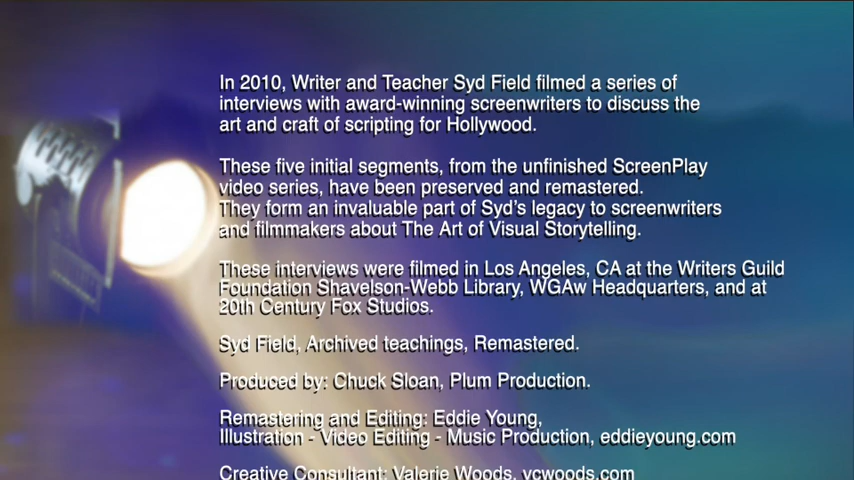 In 2010, Writer and Teacher Syd Field filmed a series of
interviews with award-winning screenwriters to discuss the
art and craft of scripting for Hollywood.
These five initial segments, from the unfinished ScreenPlay
video series, have been preserved and remastered.
They form an invaluable part of Syd's legacy to screenwriters
and filmmakers about The Art of Visual Storytelling.
These interviews were filmed in Los Angeles, CA at the Writers Guild
Foundation Shavelson-Webb Library, WGAw Headquarters, and at
20th Century Fox Studios.
Syd Field, Archived teachings, Remastered.
Produced by: Chuck Sloan, Plum Production.
Remastering and Editing: Eddie Young,
Illustration - Video Editing - Music Production, eddieyoung.com
Creative Consultant: Valerie Woods, vcwoods.com